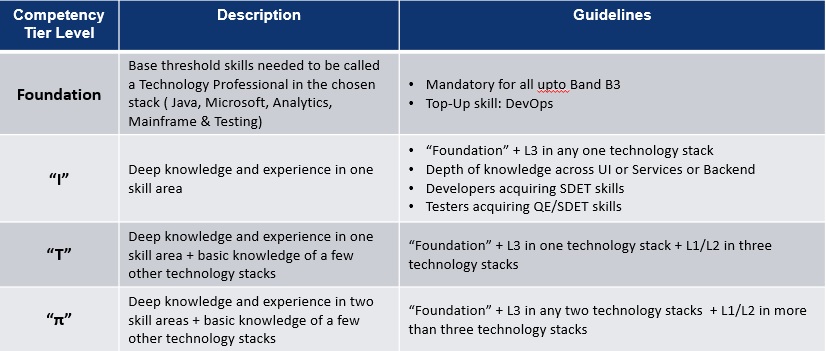 Competency
Tier Level
Description
Guidelines
Foundation
Base threshold skills needed to be called
a Technology Professional in the chosen
stack ( Java, Microsoft, Analytics,
Mainframe & Testing)
• Mandatory for all upto Band B3
• Top-Up skill: DevOps
“I”
Deep knowledge and experience in one
skill area
• “Foundation” + L3 in any one technology stack
• Depth of knowledge across UI or Services or Backend
• Developers acquiring SDET skills
• Testers acquiring QE/SDET skills
“T”
Deep knowledge and experience in one
skill area + basic knowledge of a few
other technology stacks
“Foundation” + L3 in one technology stack + L1/L2 in three
technology stacks
“π”
Deep knowledge and experience in two
skill areas + basic knowledge of a few
other technology stacks
“Foundation” + L3 in any two technology stacks + L1/L2 in more
than three technology stacks